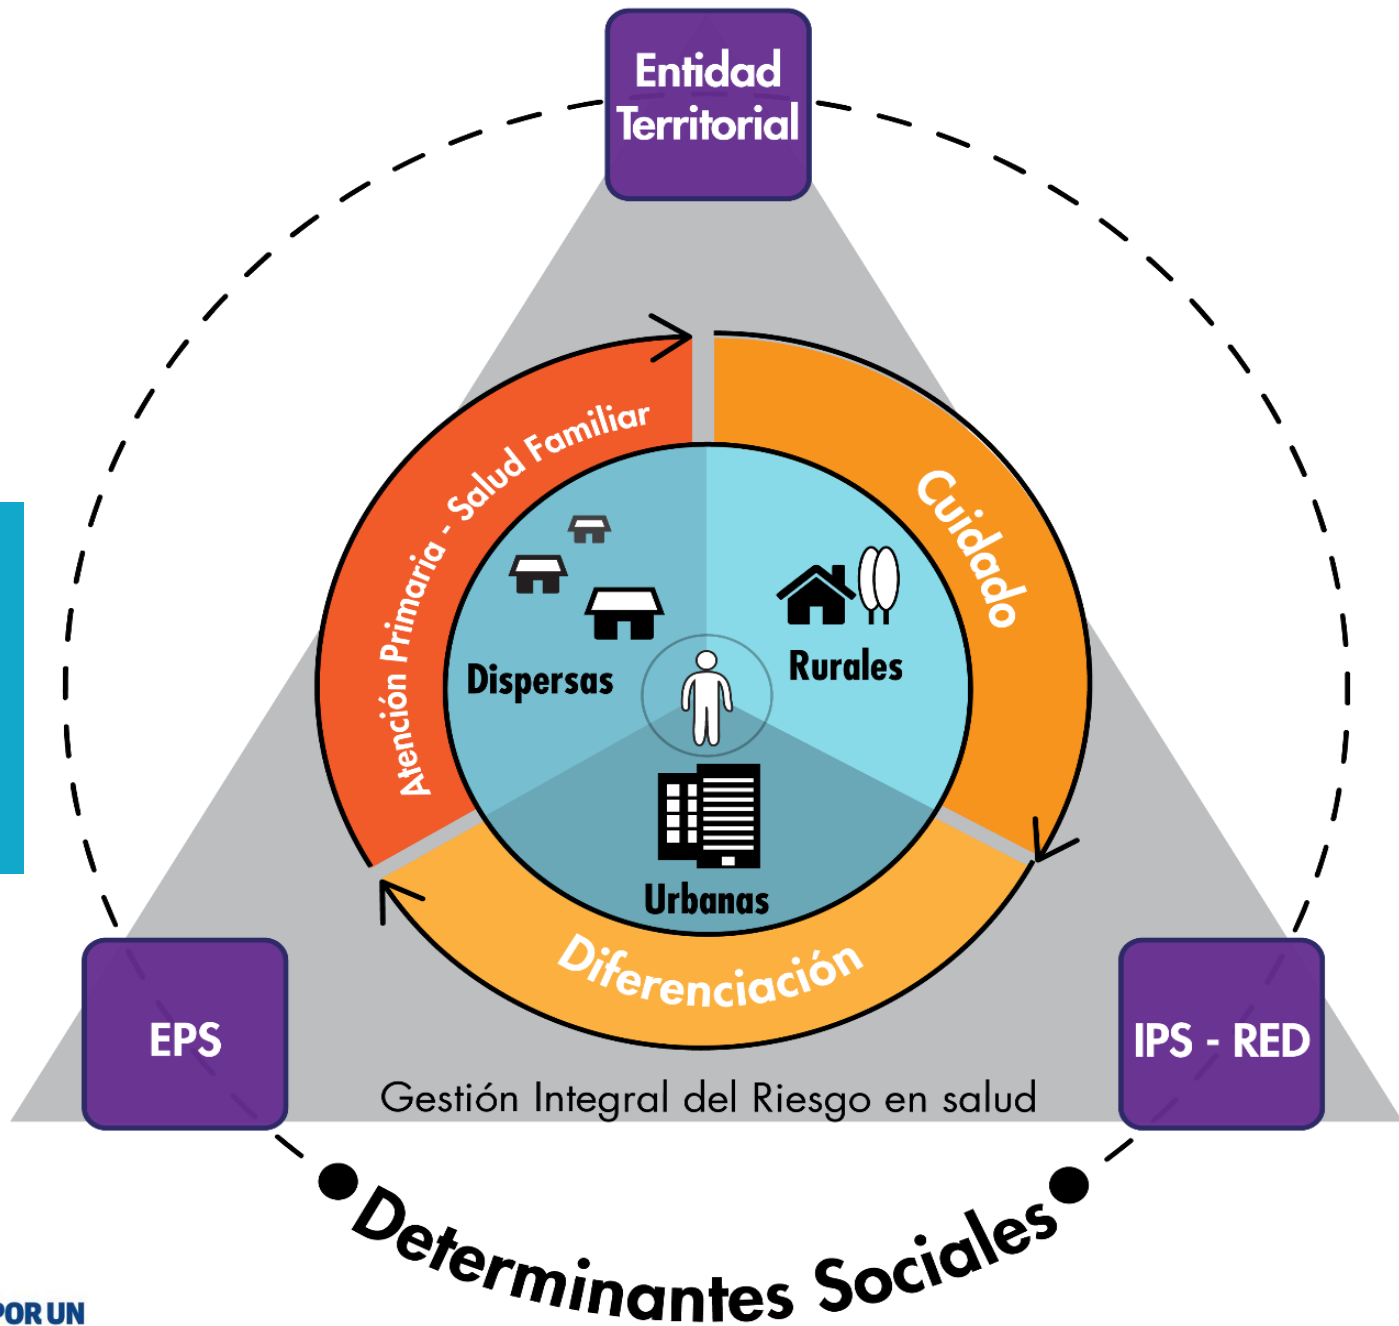 Entidad
Territorial
Atención Primaria - Salud Familiar
Cuidado
Dispersas
Rurales
Urbanas
Diferenciación
EPS
IPS - RED
Gestión Integral del Riesgo en salud
Determinantes Sociales
POR UN